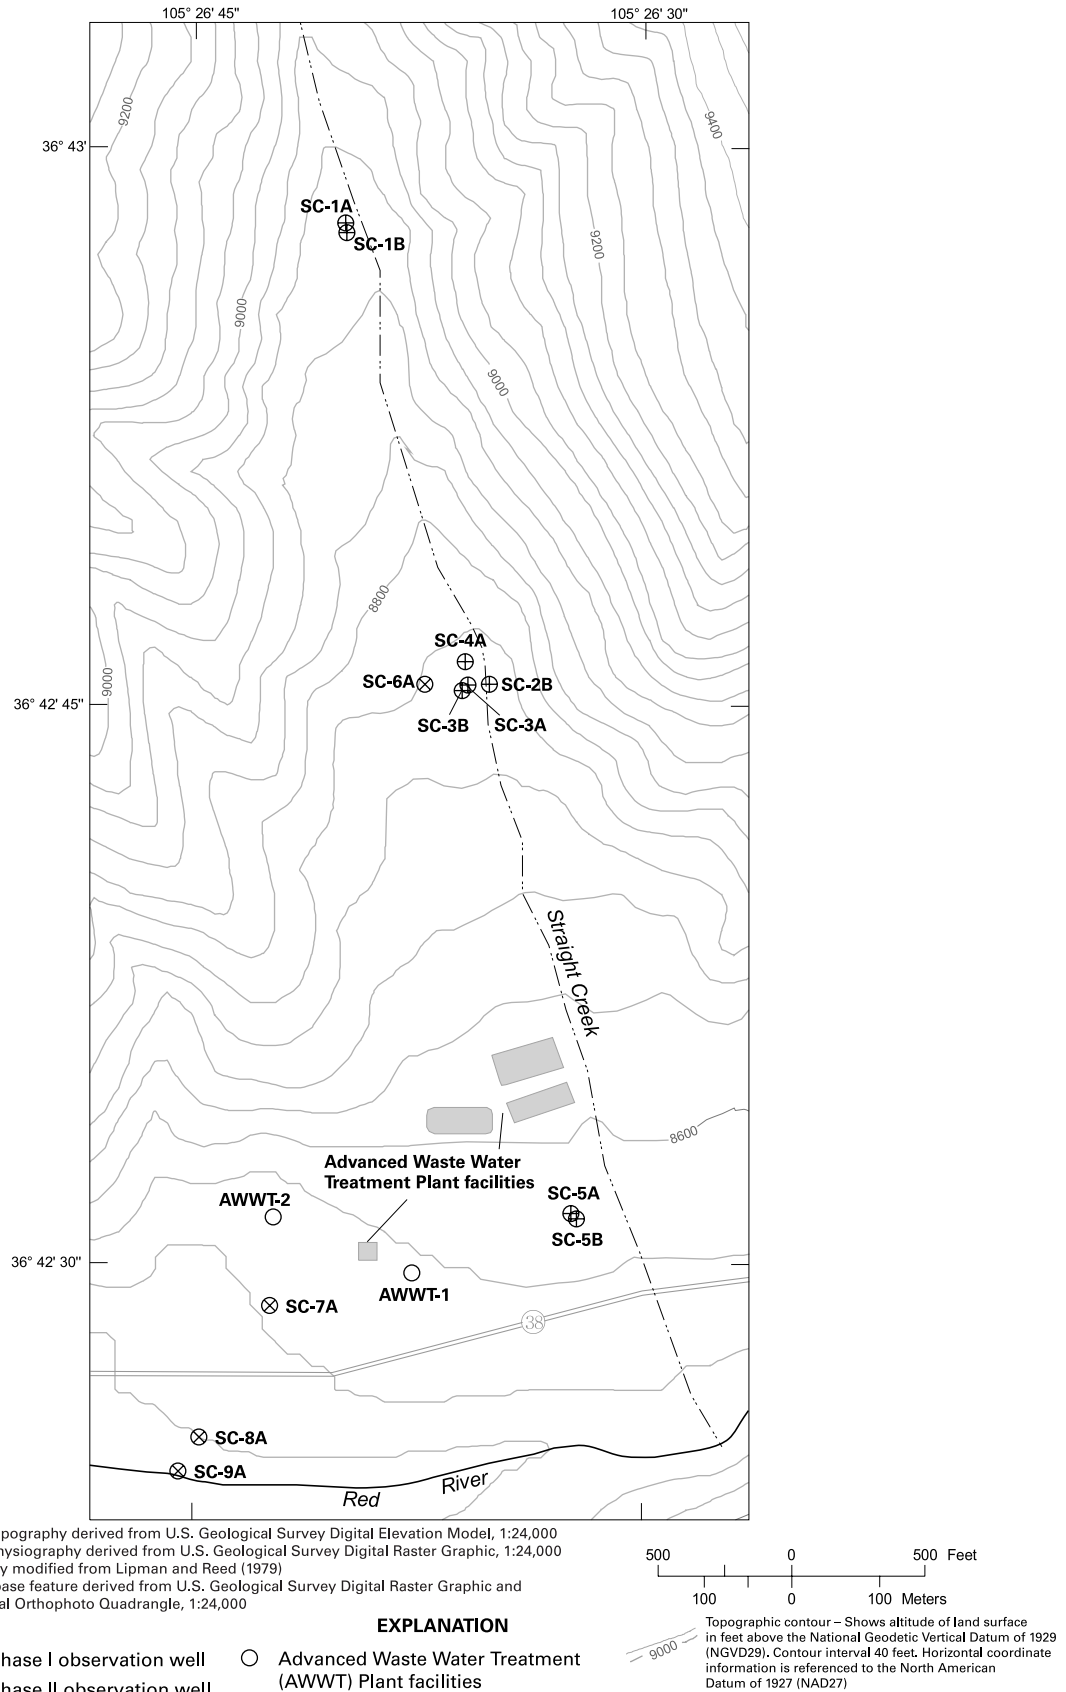 105° 26' 45"
105° 26' 30"
9200
9400
36° 43'
SC-1A
SC-1B
9200
9000
9000
8800
SC-4A
9000
SC-6A
SC-2B
36° 42' 45"
SC-3B
SC-3A
Straight Creek
8600
Advanced Waste Water
Treatment Plant facilities
SC-5A
AWWT-2
SC-5B
36° 42' 30"
AWWT-1
SC-7A
38
SC-8A
SC-9A
Red River
pography derived from U.S. Geological Survey Digital Elevation Model, 1:24,000
ysiography derived from U.S. Geological Survey Digital Raster Graphic, 1:24,000
y modified from Lipman and Reed (1979)
ase feature derived from U.S. Geological Survey Digital Raster Graphic and
al Orthophoto Quadrangle, 1:24,000
500 0 500 Feet
100 0 100 Meters
EXPLANATION
hase I observation well
hase II observation well
Advanced Waste Water Treatment
(AWWT) Plant facilities
9000
Topographic contour – Shows altitude of land surface
in feet above the National Geodetic Vertical Datum of 1929
(NGVD29). Contour interval 40 feet. Horizontal coordinate
information is referenced to the North American
Datum of 1927 (NAD27)